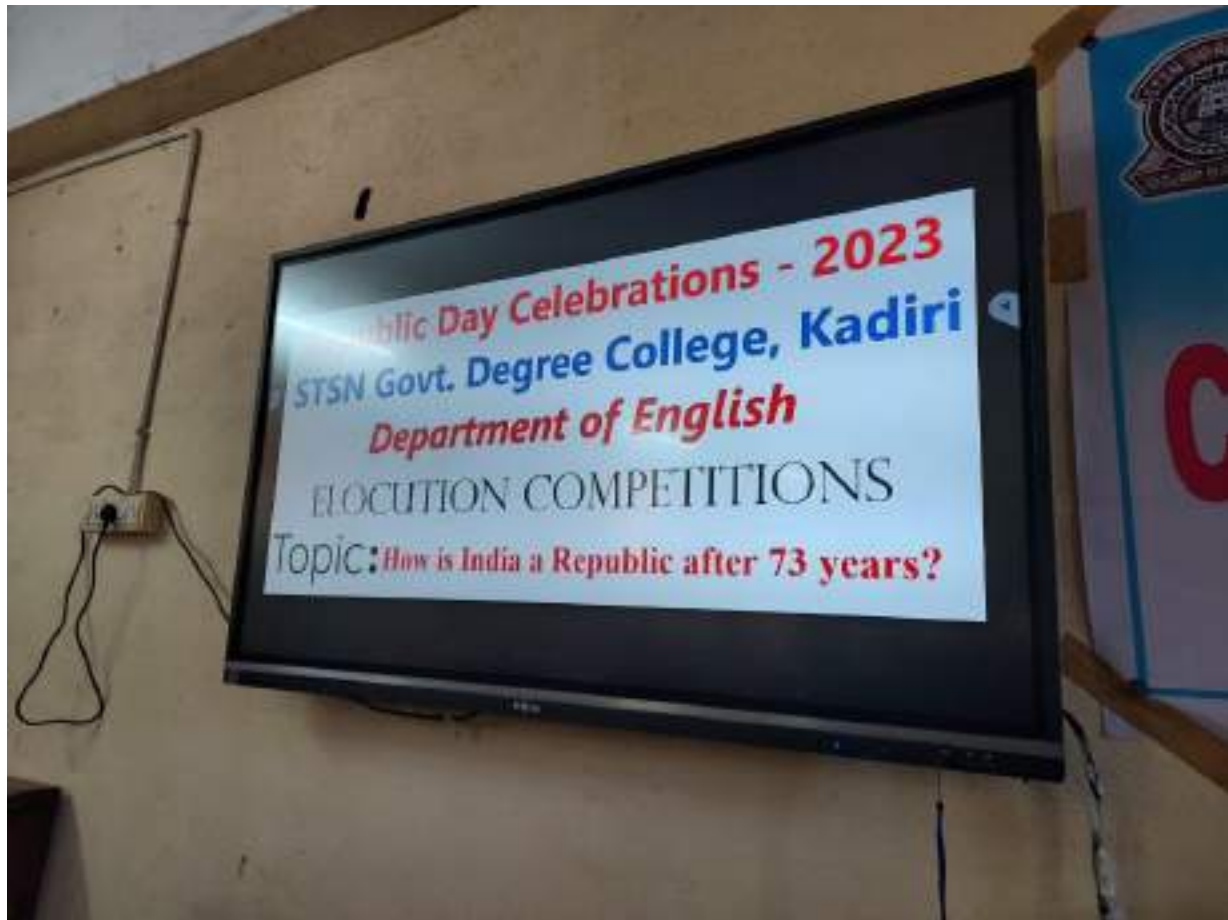 Republic Day Celebrations - 2023
STSN Govt. Degree College, Kadiri
Department of English
ELOCUTION COMPETITIONS
Topic: How is India a Republic after 73 years?